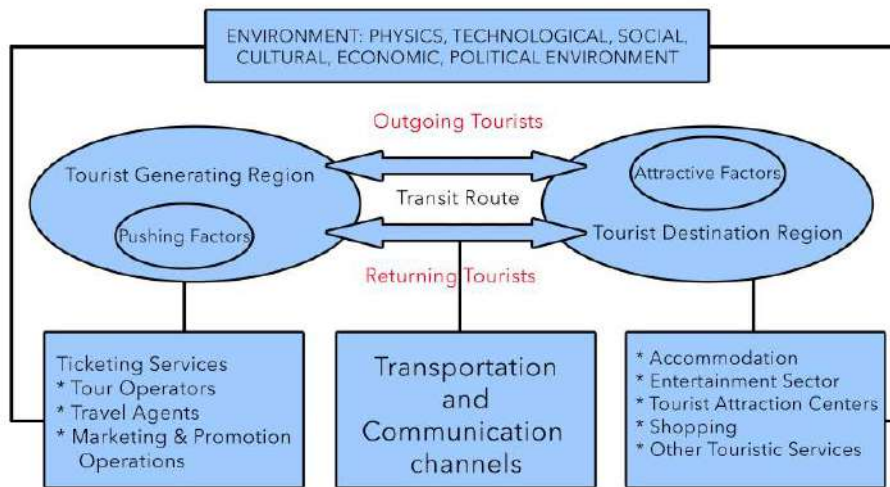 ENVIRONMENT: PHYSICS, TECHNOLOGICAL, SOCIAL,
CULTURAL, ECONOMIC, POLITICAL ENVIRONMENT
Outgoing Tourists
Tourist Generating Region
Attractive Factors
Transit Route
Pushing Factors
Tourist Destination Region
Returning Tourists
Ticketing Services
* Tour Operators
* Travel Agents
* Marketing & Promotion
Operations
Transportation
and
Communication
channels
* Accommodation
* Entertainment Sector
* Tourist Attraction Centers
* Shopping
* Other Touristic Services